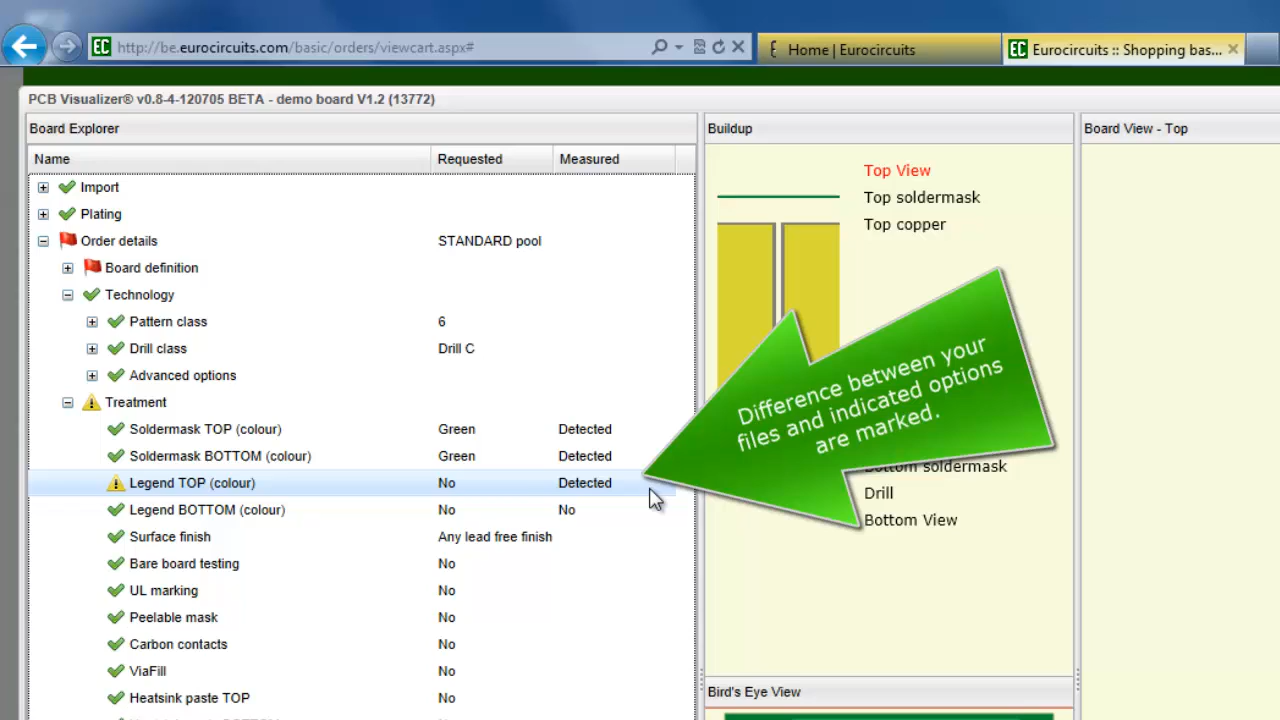 EC http://be.eurocircuits.com/basic/orders/viewcart.aspx#
Home | Eurocircuits
EC Eurocircuits :: Shopping bas...
PCB Visualizer® v0.8-4-120705 BETA - demo board V1.2 (13772)
Board Explorer
Name Requested Measured
Import
Plating
Order details STANDARD pool
Board definition
Technology
Pattern class 6
Drill class Drill C
Advanced options
Treatment
Soldermask TOP (colour) Green Detected
Soldermask BOTTOM (colour) Green Detected
Legend TOP (colour) No Detected
Legend BOTTOM (colour) No No
Surface finish Any lead free finish
Bare board testing No
UL marking No
Peelable mask No
Carbon contacts No
ViaFill No
Heatsink paste TOP No
Buildup
Top View
Top soldermask
Top copper
Difference between your
files and indicated options
are marked.
Bottom soldermask
Drill
Bottom View
Bird's Eye View
Board View - Top